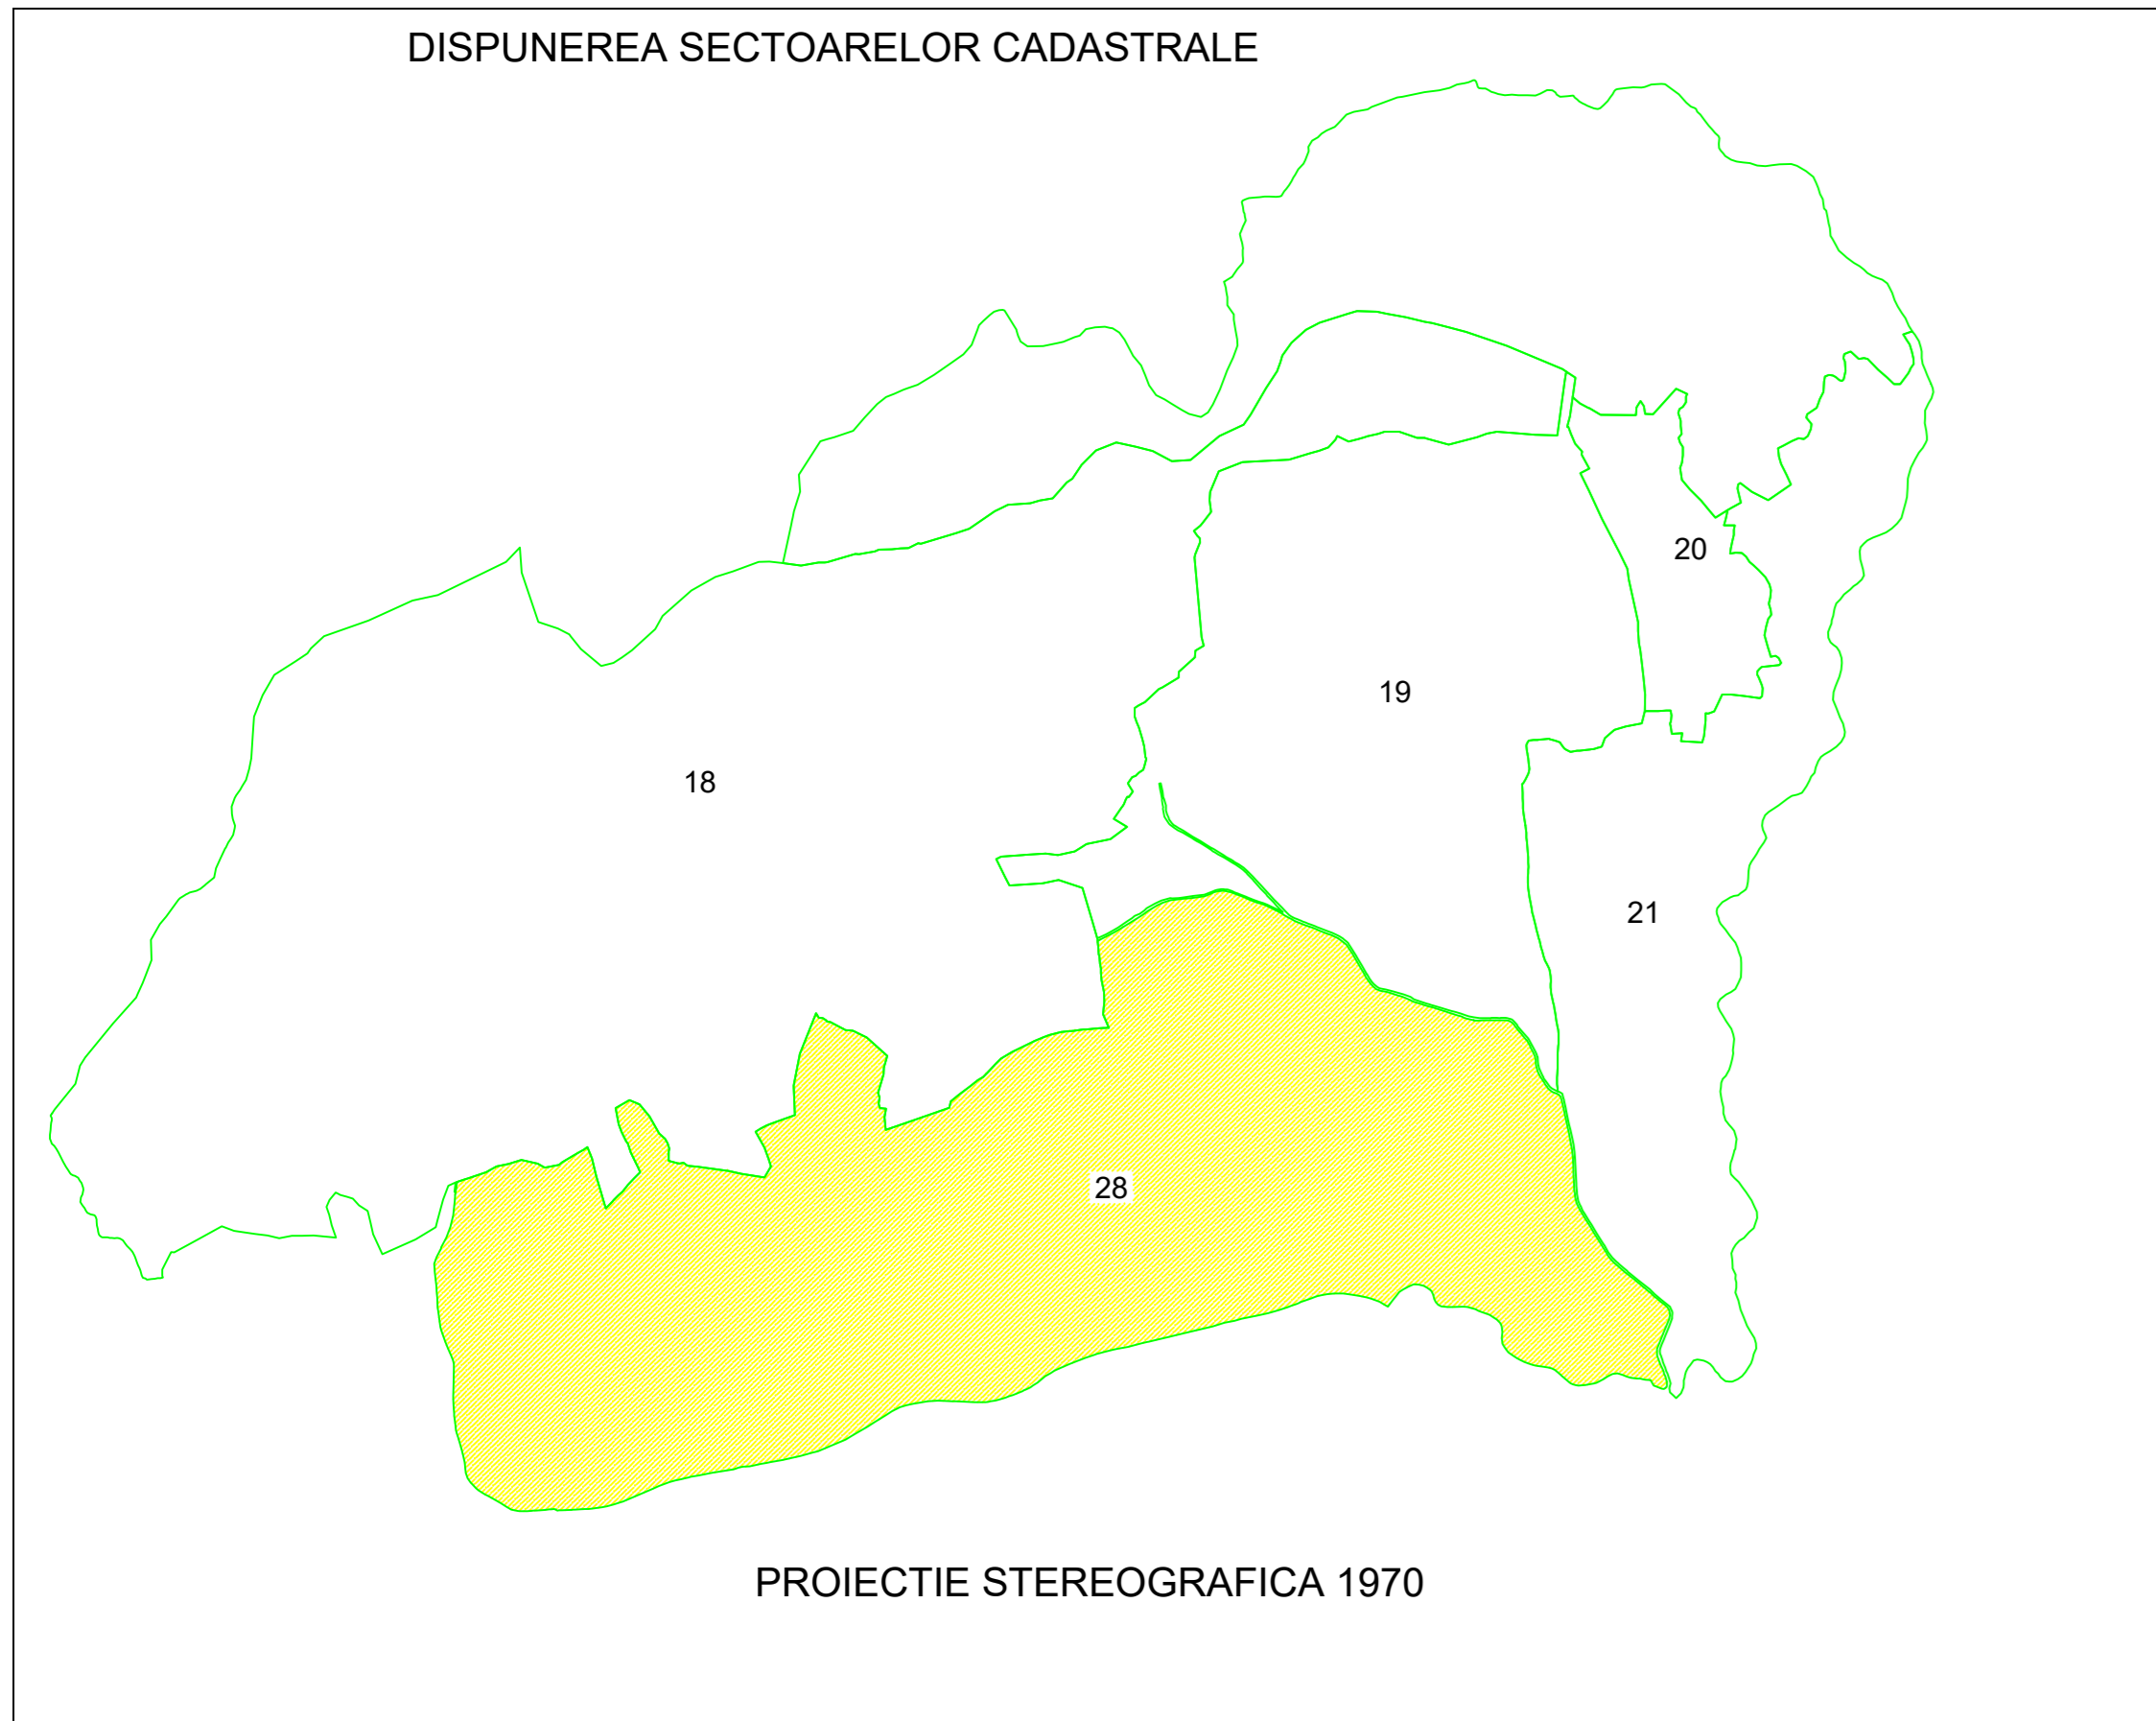 DISPUNEREA SECTOARELOR CADASTRALE
20
19
18
21
28
PROIECTIE STEREOGRAFICA 1970